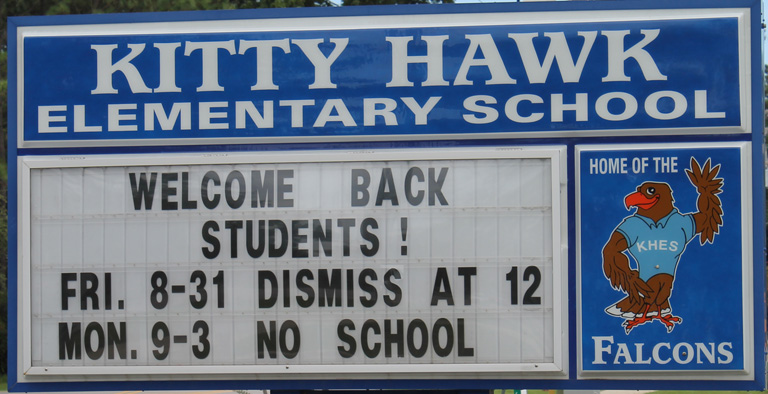 KITTY HAWK
ELEMENTARY SCHOOL
WELCOME BACK
STUDENTS !
FRI. 8-31 DISMISS AT 12
MON. 9-3 NO SCHOOL
HOME OF THE
KHES
FALCONS